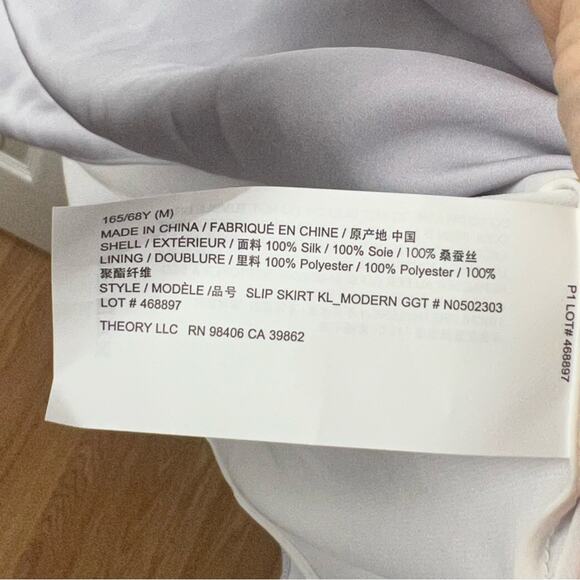 165/68Y (M)
MADE IN CHINA / FABRIQUÉ EN CHINE / 原产地 中国
SHELL / EXTÉRIEUR / 面料 100% Silk / 100% Soie / 100% 桑蚕丝
LINING / DOUBLURE / 里料 100% Polyester / 100% Polyester / 100%
聚酯纤维
STYLE / MODÈLE /品号 SLIP SKIRT KL_MODERN GGT # N0502303
LOT # 468897
THEORY LLC RN 98406 CA 39862
P1 LOT# 468897